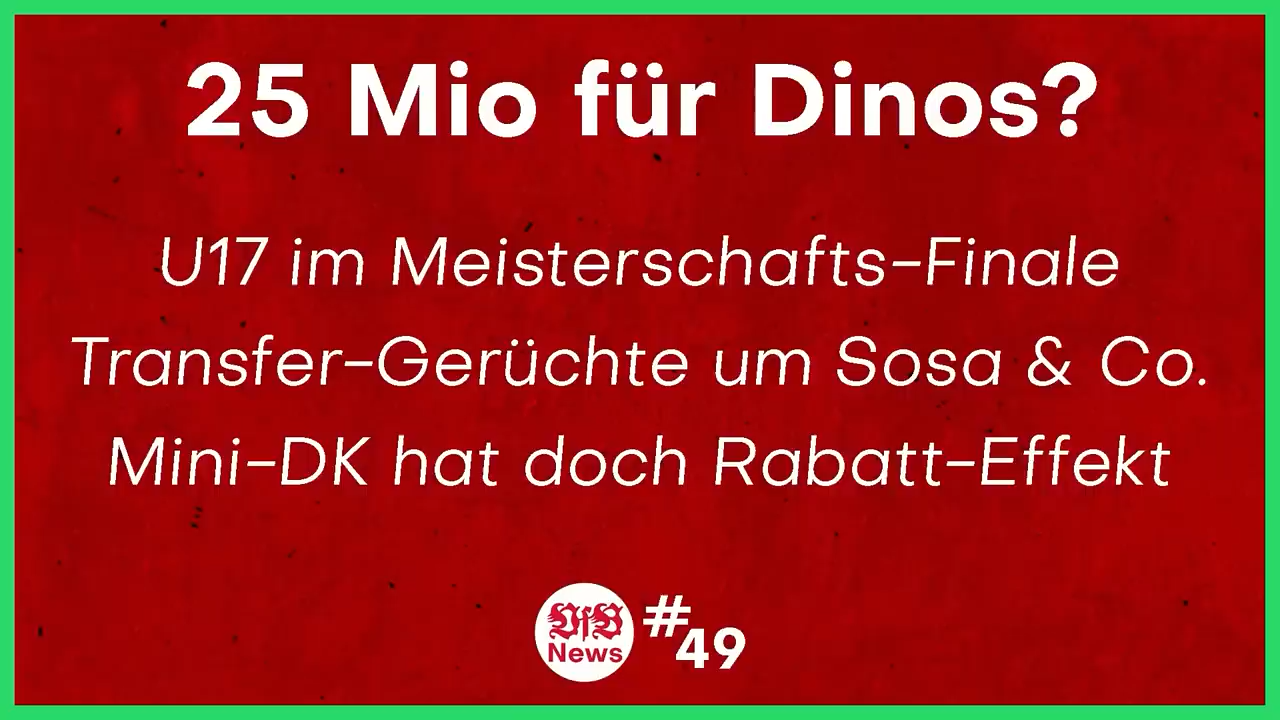 25 Mio für Dinos?
U17 im Meisterschafts-Finale
Transfer-Gerüchte um Sosa & Co.
Mini-DK hat doch Rabatt-Effekt
VfB
News
#49